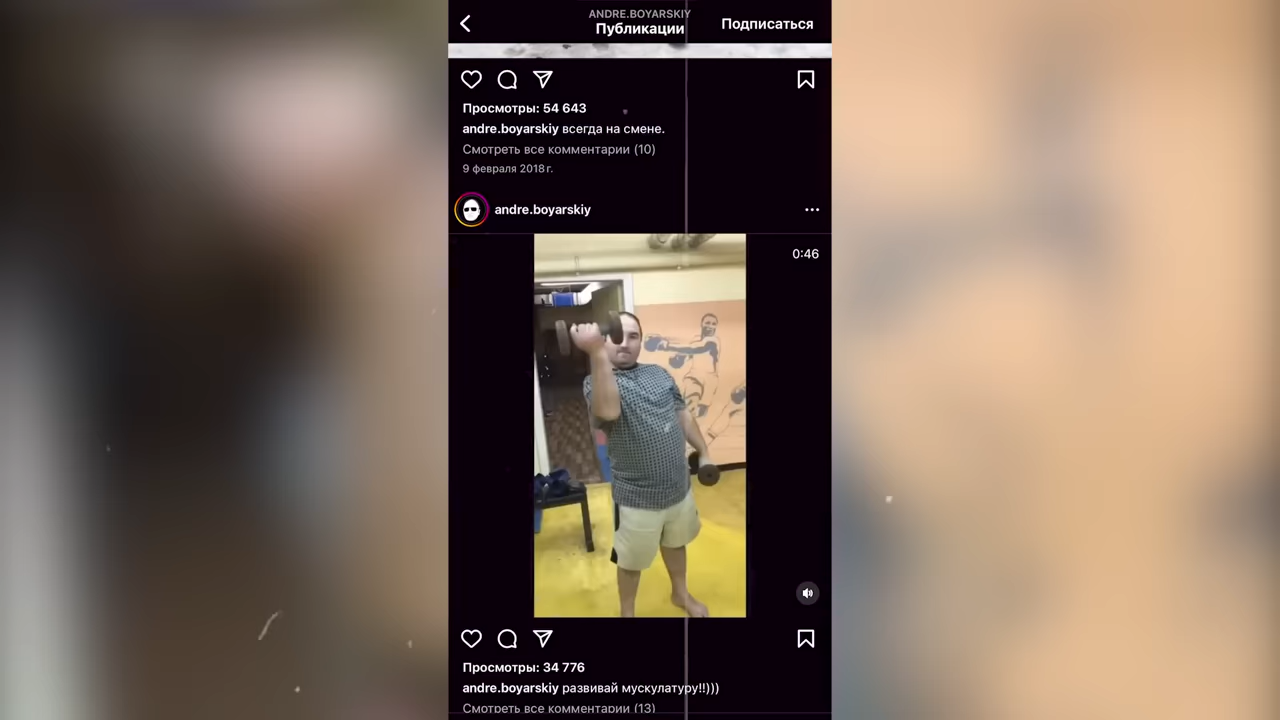 ANDRE.BOYARSKIY
Публикации
Подписаться
Просмотры: 54 643
andre.boyarskiy всегда на смене.
Смотреть все комментарии (10)
9 февраля 2018 г.
andre.boyarskiy
0:46
Просмотры: 34 776
andre.boyarskiy развивай мускулатуру!!)))
Смотреть все комментарии (13)